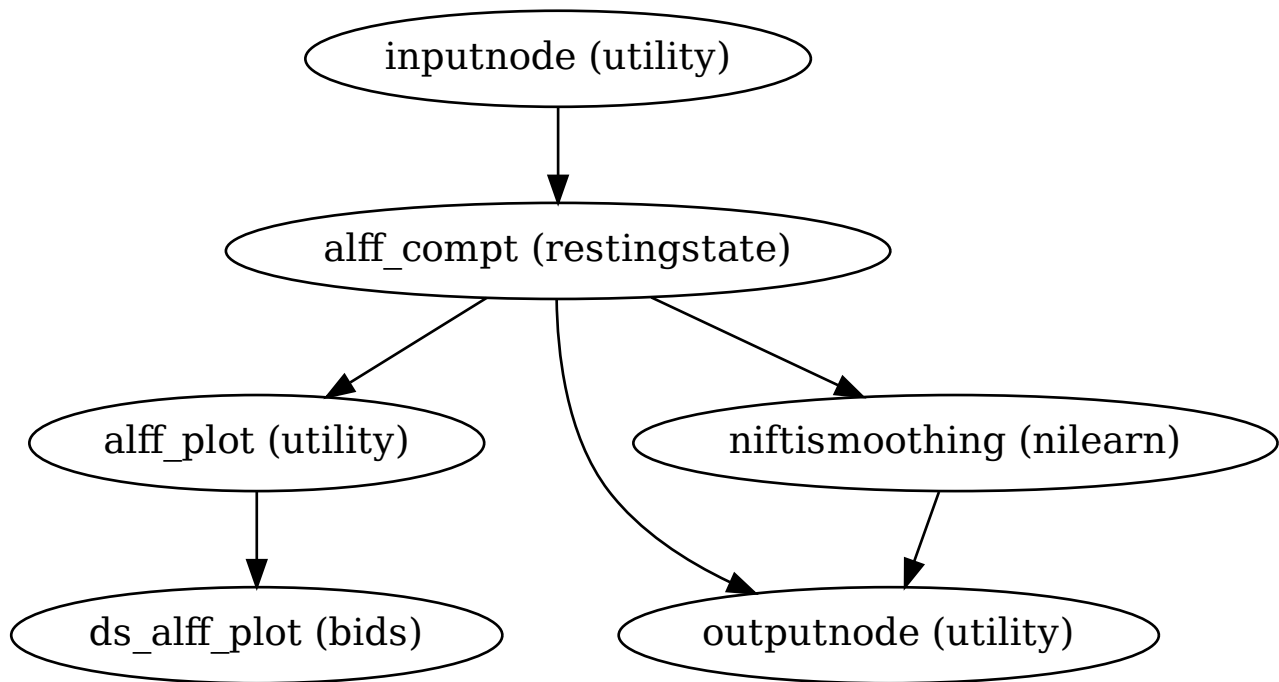 inputnode (utility)
alff_compt (restingstate)
alff_plot (utility)
niftismoothing (nilearn)
ds_alff_plot (bids)
outputnode (utility)